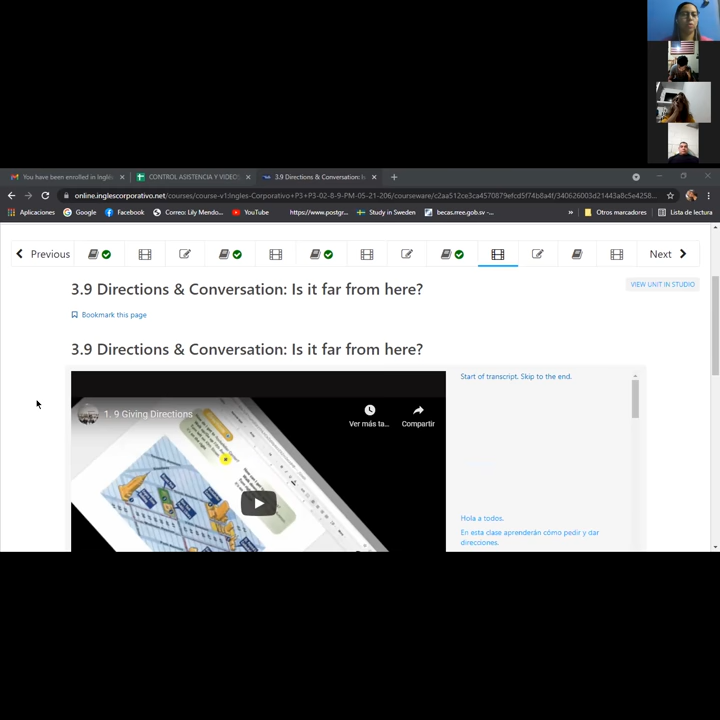 You have been enrolled in Inglé
CONTROL ASISTENCIA Y VIDEO'S
3.9 Directions & Conversation: Is
online.inglescorporativo.net/courses/course-v1:Ingles-Corporativo+P3+P3-02-8-9-PM-05-21-206/courseware/c2aa512ce3ca4570879efcd5f74b8a4f/340626003d21443a8c5e4258...
Aplicaciones
Google
Facebook
Correo: Lily Mendo...
YouTube
https://www.postgr...
Study in Sweden
becas.rree.gob.sv –...
»
Otros marcadores
Lista de lectura
Previous
Next
3.9 Directions & Conversation: Is it far from here?
VIEW UNIT IN STUDIO
Bookmark this page
3.9 Directions & Conversation: Is it far from here?
Start of transcript. Skip to the end.
1. 9 Giving Directions
Ver más ta...
Compartir
Hola a todos.
En esta clase aprenderán cómo pedir y dar
direcciones.